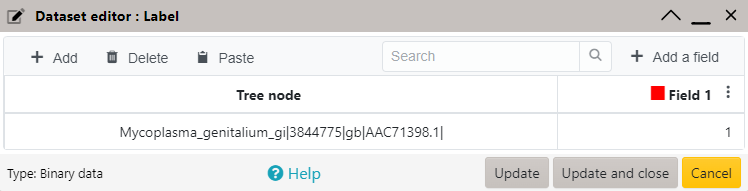 Dataset editor : Label
Add Delete Paste Search Add a field
Tree node Field 1
Mycoplasma_genitalium_gi|3844775|gb|AAC71398.1| 1
Type: Binary data Help Update Update and close Cancel